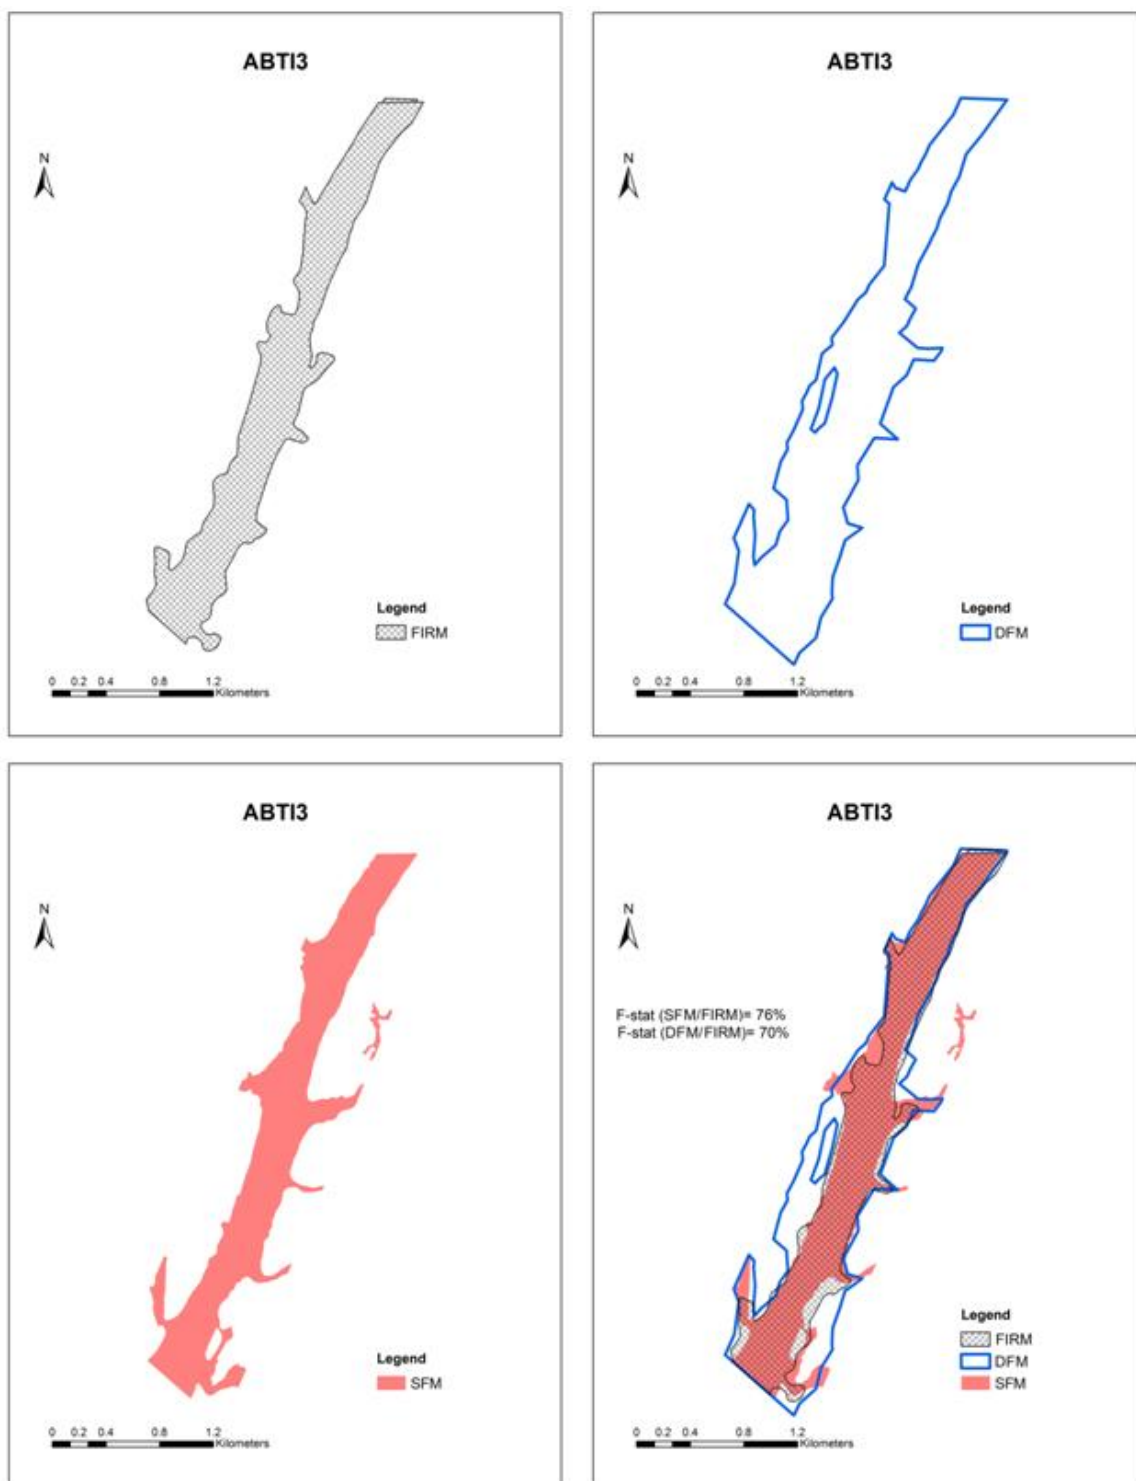 ABTI3
N
Legend
FIRM
0 0.2 0.4 0.8 1.2
Kilometers
ABTI3
N
Legend
DFM
0 0.2 0.4 0.8 1.2
Kilometers
ABTI3
N
Legend
SFM
0 0.2 0.4 0.8 1.2
Kilometers
ABTI3
N
F-stat (SFM/FIRM)= 76%
F-stat (DFM/FIRM)= 70%
Legend
FIRM
DFM
SFM
0 0.2 0.4 0.8 1.2
Kilometers